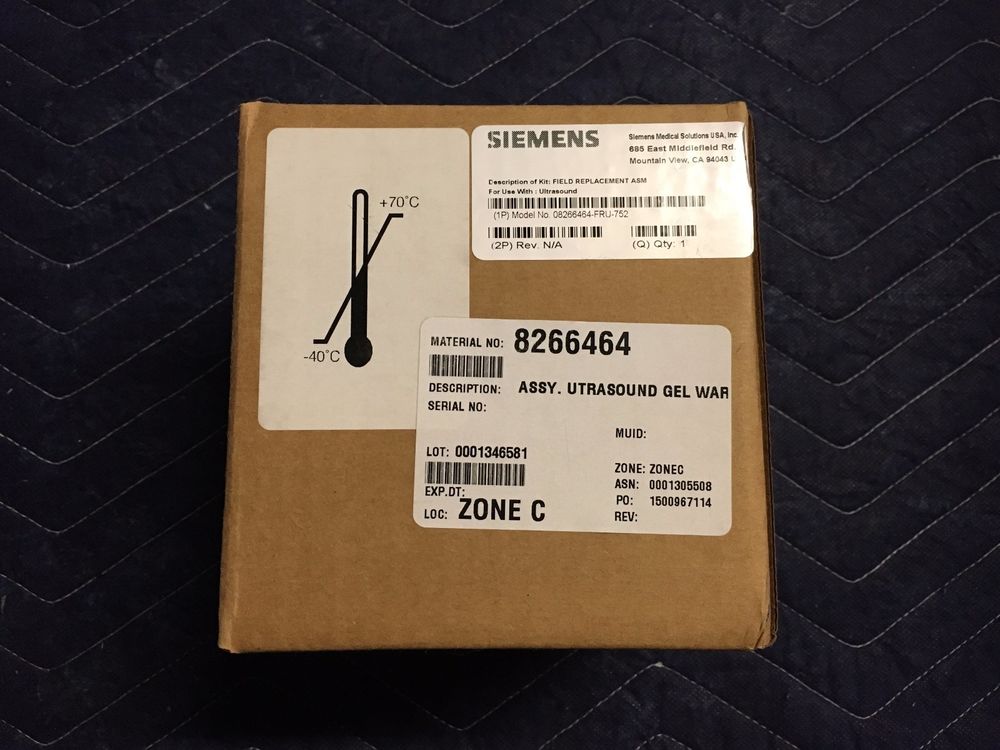 SIEMENS
Siemens Medical Solutions USA, Inc
685 East Middlefield Rd.
Mountain View, CA 94043 U
Description of Kit: FIELD REPLACEMENT ASM
For Use With : Ultrasound
(1P) Model No. 08266464-FRU-752
(2P) Rev. N/A
(Q) Qty: 1
+70°C
-40°C
MATERIAL NO: 8266464
DESCRIPTION: ASSY. UTRASOUND GEL WAR
SERIAL NO:
MUID:
LOT: 0001346581
ZONE: ZONEC
ASN: 0001305508
EXP.DT:
PO: 1500967114
LOC: ZONE C
REV: